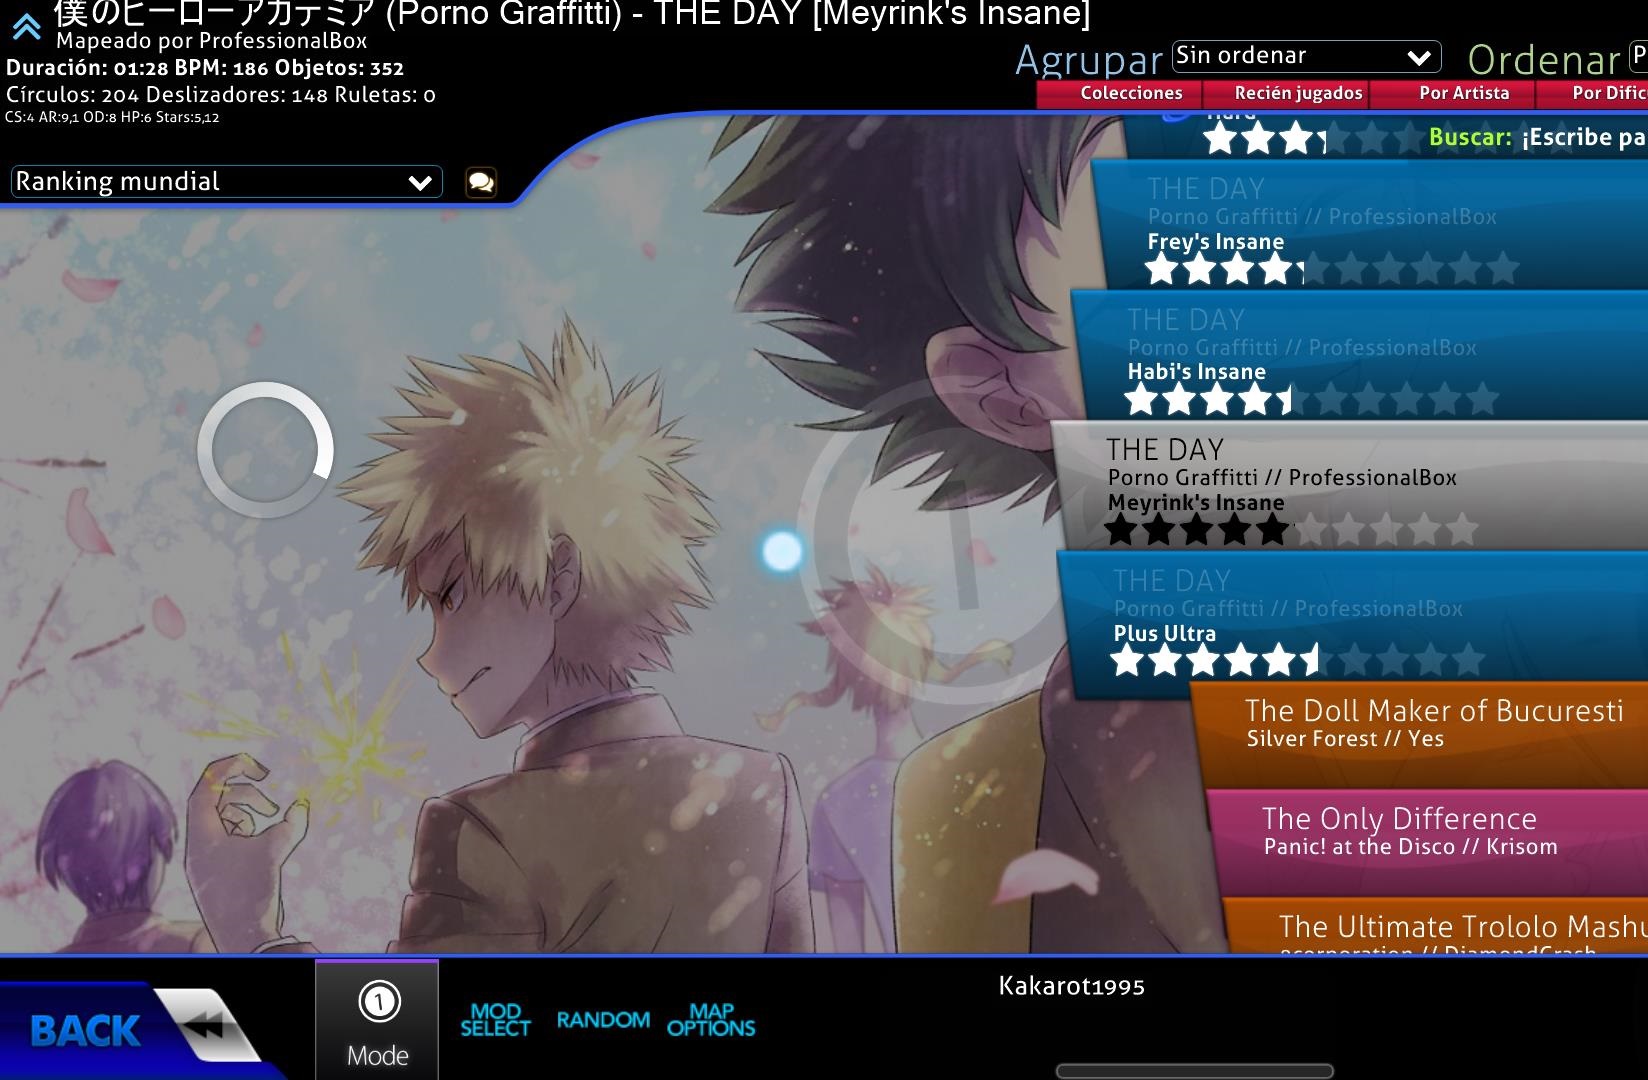 僕のヒーローアカデミア (Porno Graffitti) - THE DAY [Meyrink's Insane]
Mapeado por ProfessionalBox
Duración: 01:28 BPM: 186 Objetos: 352
Círculos: 204 Deslizadores: 148 Ruletas: 0
CS:4 AR:9,1 OD:8 HP:6 Stars:5,12
Agrupar Sin ordenar Ordenar P
Colecciones Recién jugados Por Artista Por Dific
Hard
Buscar: ¡Escribe pa
Ranking mundial
THE DAY
Porno Graffitti // ProfessionalBox
Frey's Insane
THE DAY
Porno Graffitti // ProfessionalBox
Habi's Insane
THE DAY
Porno Graffitti // ProfessionalBox
Meyrink's Insane
THE DAY
Porno Graffitti // ProfessionalBox
Plus Ultra
The Doll Maker of Bucuresti
Silver Forest // Yes
The Only Difference
Panic! at the Disco // Krisom
The Ultimate Trololo Mashu
// DiamondCrash
BACK
1
Mode
MOD SELECT
RANDOM
MAP OPTIONS
Kakarot1995